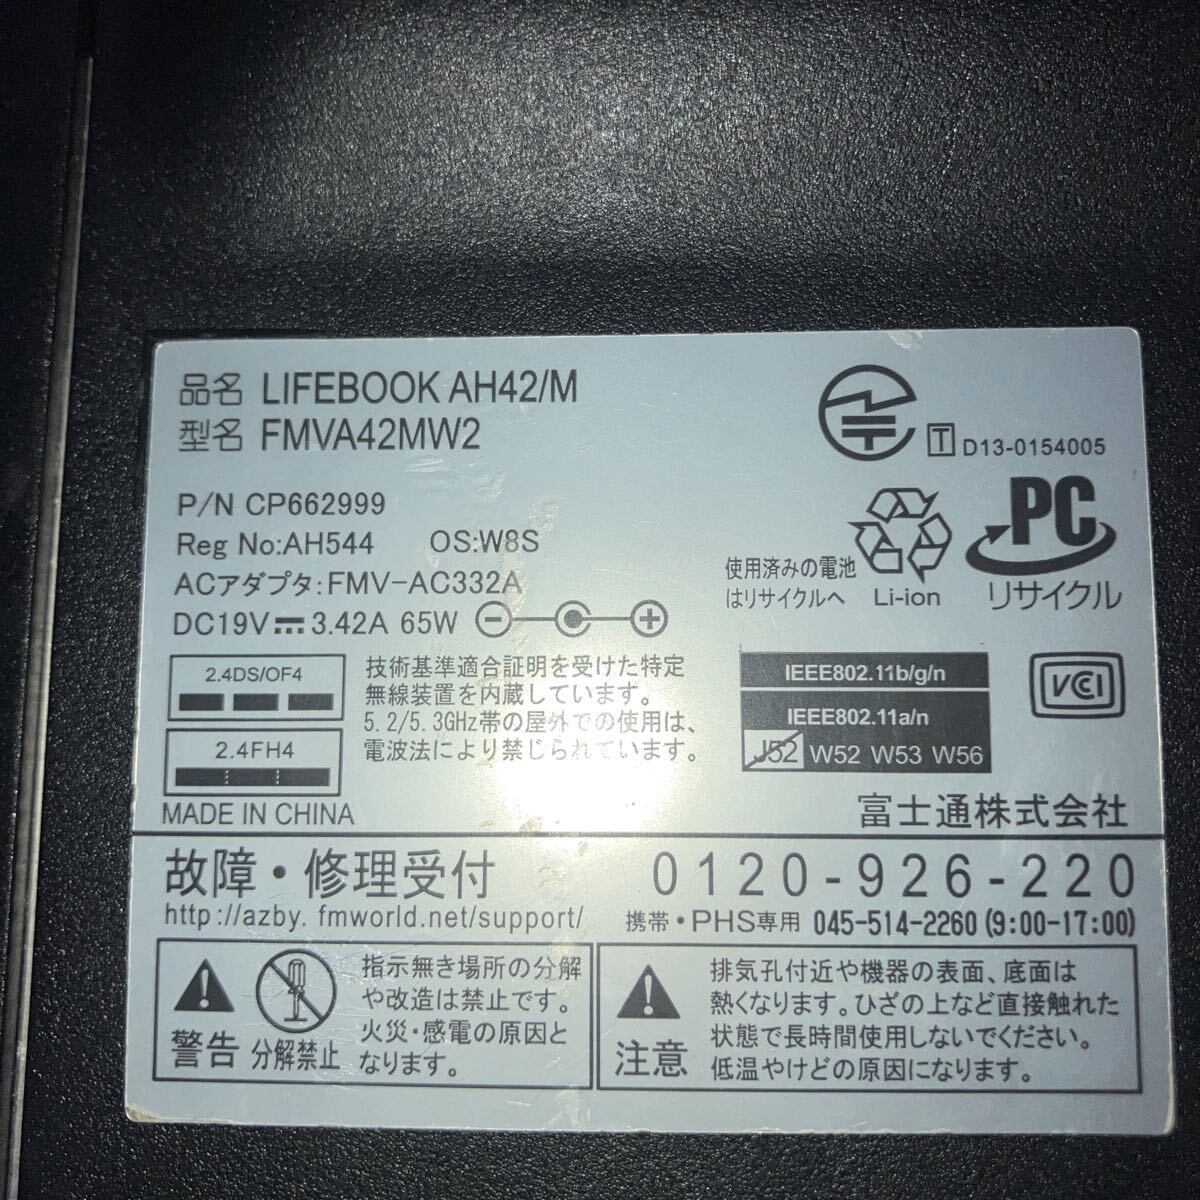 品名 LIFEBOOK AH42/M
型名 FMVA42MW2
T D13-0154005
P/N CP662999
Reg No:AH544 OS:W8S
ACアダプタ:FMV-AC332A
DC19V 3.42A 65W
使用済みの電池
はリサイクルへ
Li-ion
PC
リサイクル
2.4DS/OF4
2.4FH4
技術基準適合証明を受けた特定
無線装置を内蔵しています。
5.2/5.3GHz帯の屋外での使用は、
電波法により禁じられています。
IEEE802.11b/g/n
IEEE802.11a/n
J52 W52 W53 W56
VCCI
MADE IN CHINA
富士通株式会社
故障・修理受付
0120-926-220
http://azby.fmworld.net/support/
携帯・PHS専用 045-514-2260 (9:00-17:00)
警告
分解禁止
指示無き場所の分解
や改造は禁止です。
火災・感電の原因と
なります。
注意
排気孔付近や機器の表面、底面は
熱くなります。ひざの上など直接触れた
状態で長時間使用しないでください。
低温やけどの原因になります。